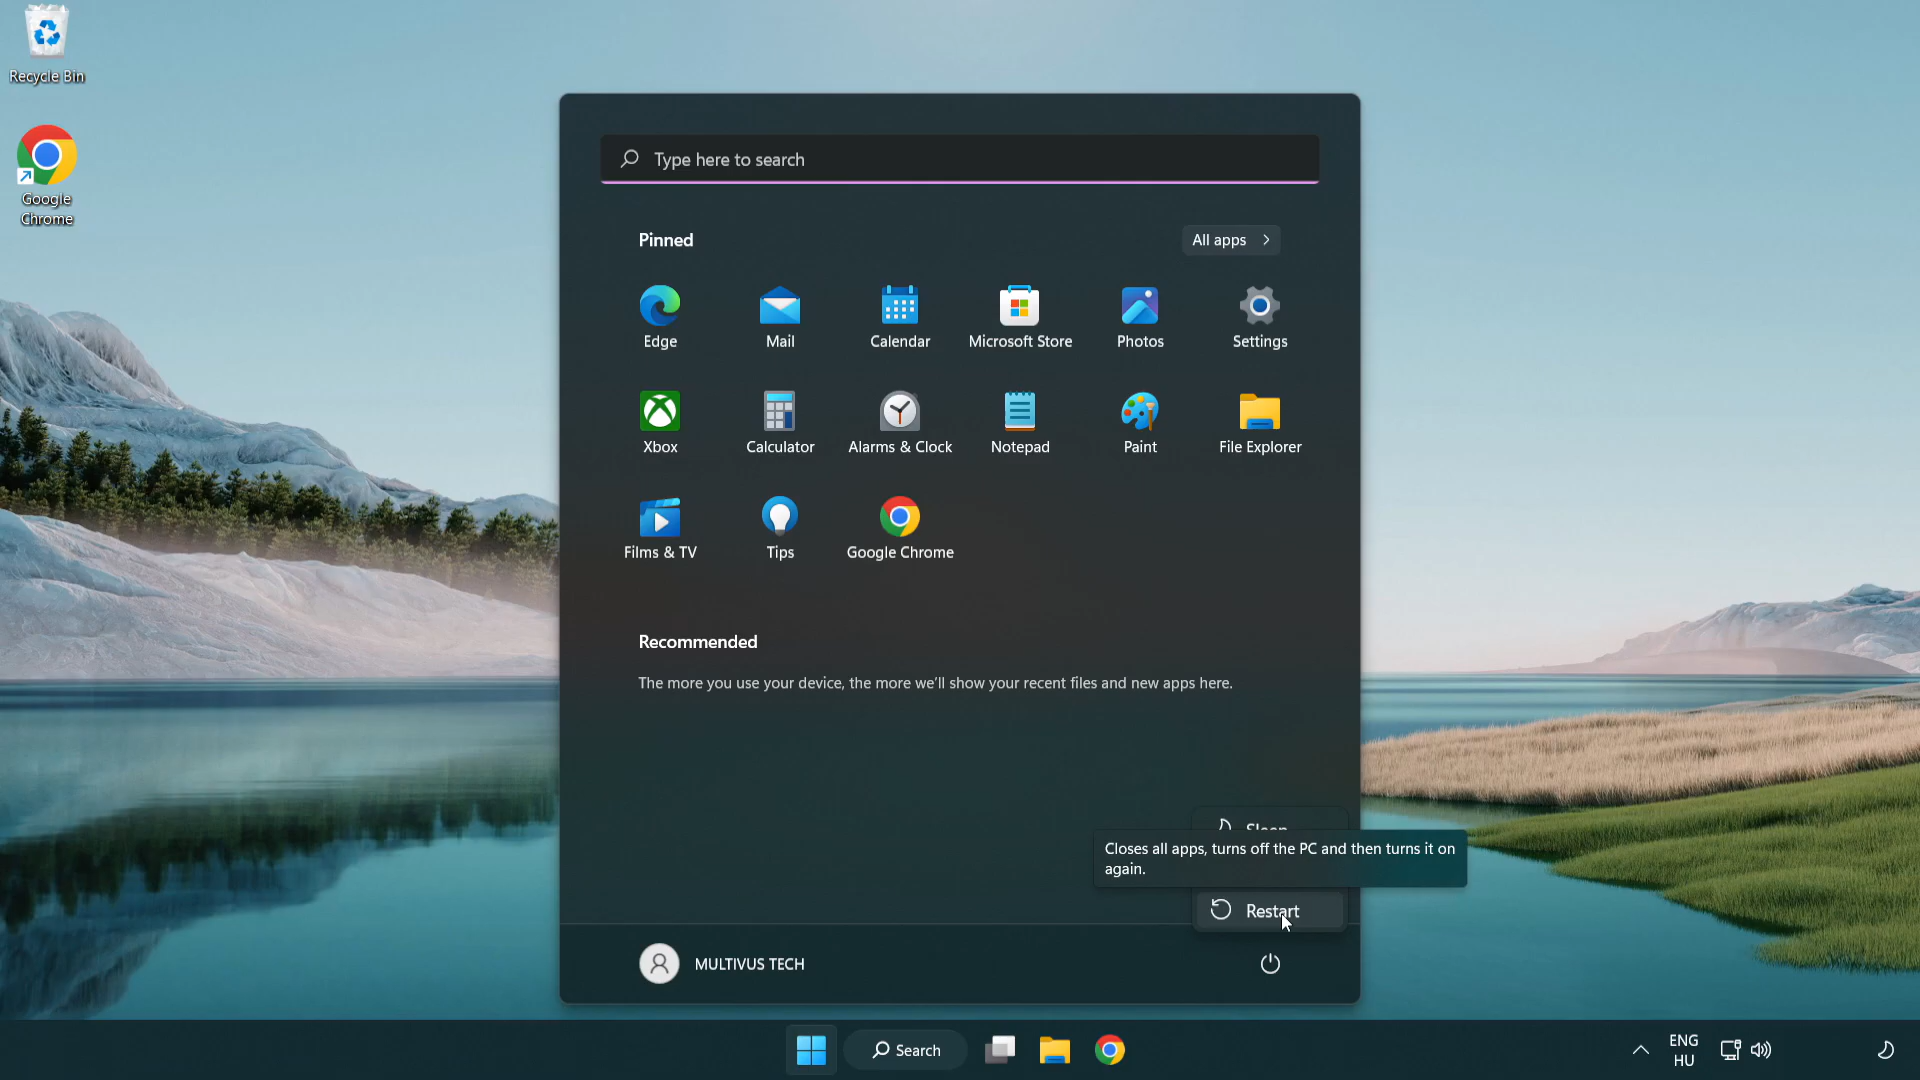 Recycle Bin
Google
Chrome
Type here to search
Pinned
All apps
Edge
Mail
Calendar
Microsoft Store
Photos
Settings
Xbox
Calculator
Alarms & Clock
Notepad
Paint
File Explorer
Films & TV
Tips
Google Chrome
Recommended
The more you use your device, the more we'll show your recent files and new apps here.
Sleep
Closes all apps, turns off the PC and then turns it on
again.
Restart
MULTIVUS TECH
Search
ENG
HU